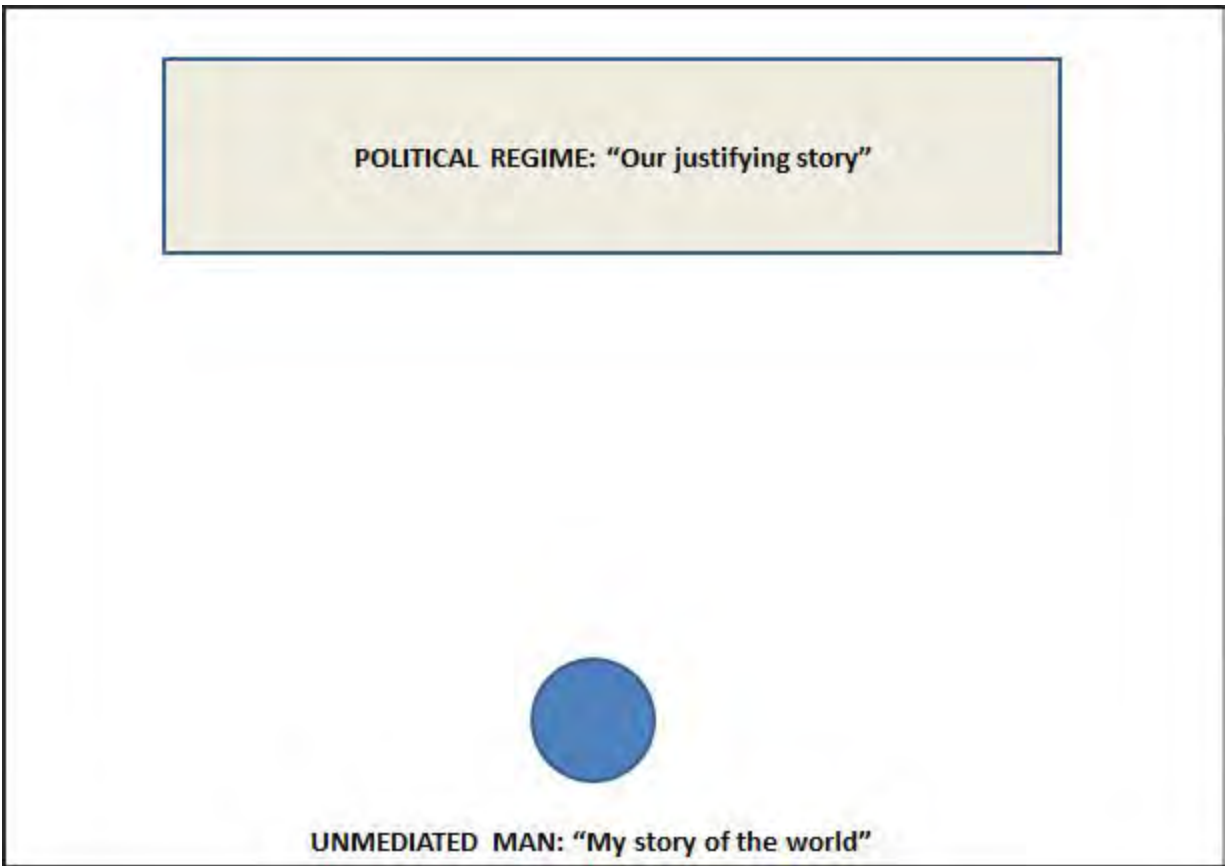 POLITICAL REGIME: “Our justifying story”
UNMEDIATED MAN: “My story of the world”